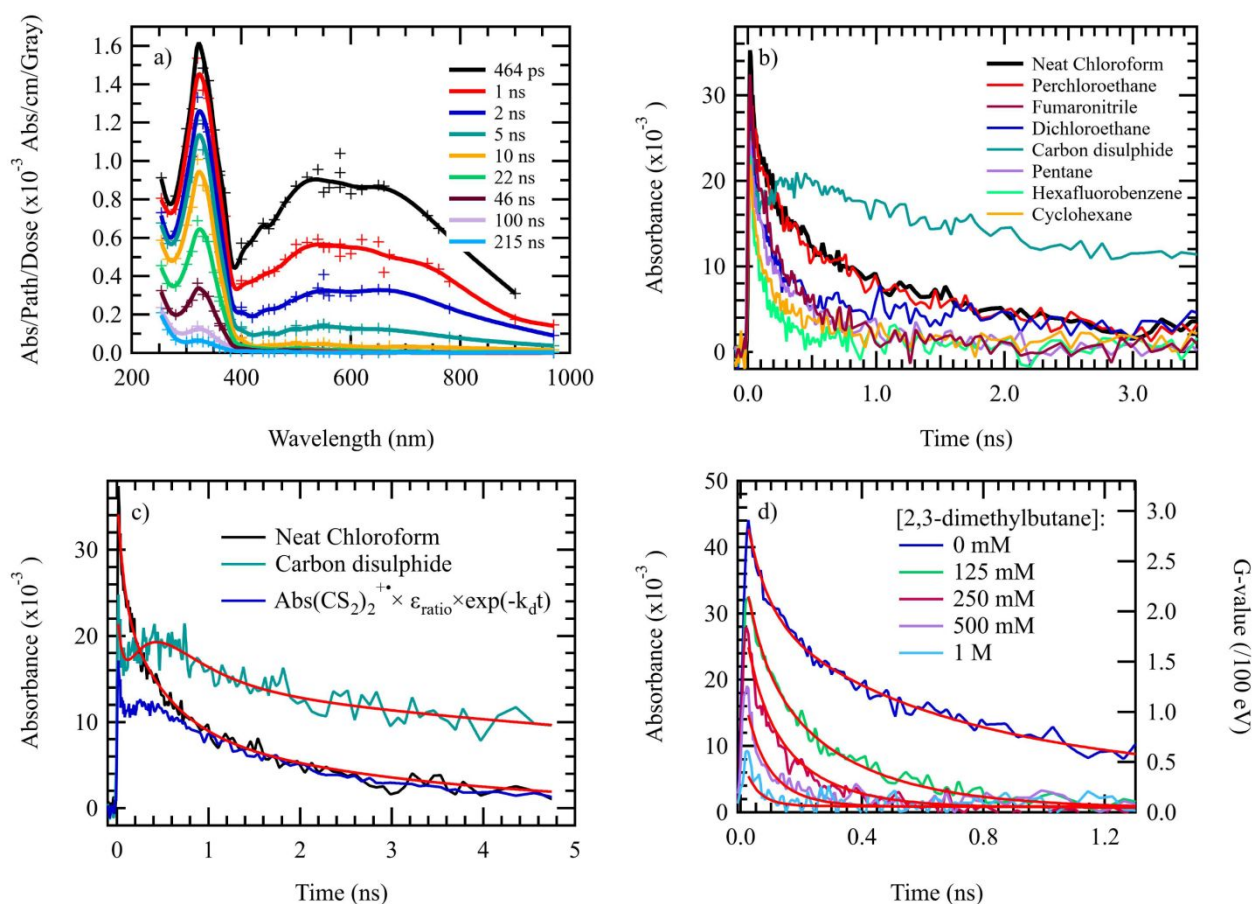 a)
Abs/Path/Dose (x10⁻³ Abs/cm/Gray)
1.6
1.4
1.2
1.0
0.8
0.6
0.4
0.2
0.0
464 ps
1 ns
2 ns
5 ns
10 ns
22 ns
46 ns
100 ns
215 ns
200
400
600
800
1000
Wavelength (nm)
b)
Absorbance (x10⁻³)
30
20
10
0
Neat Chloroform
Perchloroethane
Fumaronitrile
Dichloroethane
Carbon disulphide
Pentane
Hexafluorobenzene
Cyclohexane
0.0
1.0
2.0
3.0
Time (ns)
c)
Absorbance (x10⁻³)
30
20
10
0
Neat Chloroform
Carbon disulphide
Abs(CS₂)₂⁺• × ε_ratio × exp(-k_d t)
0
1
2
3
4
5
Time (ns)
d)
Absorbance (x10⁻³)
50
40
30
20
10
0
[2,3-dimethylbutane]:
0 mM
125 mM
250 mM
500 mM
1 M
3.0
2.5
2.0
1.5
1.0
0.5
0.0
G-value (/100 eV)
0.0
0.4
0.8
1.2
Time (ns)